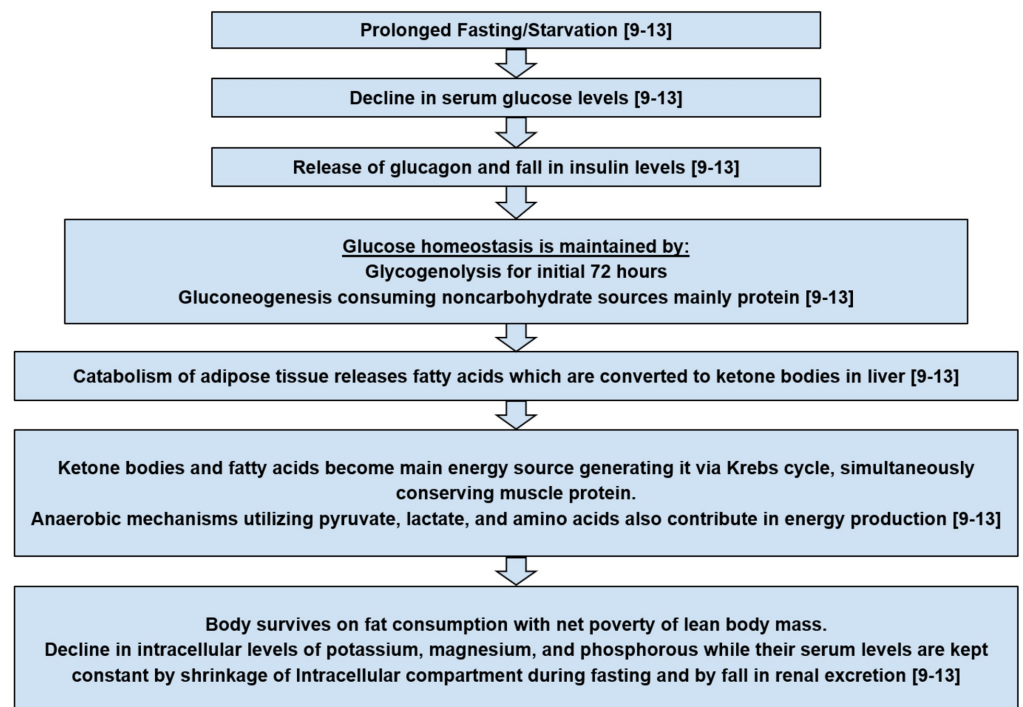 Prolonged Fasting/Starvation [9-13]
Decline in serum glucose levels [9-13]
Release of glucagon and fall in insulin levels [9-13]
Glucose homeostasis is maintained by:
Glycogenolysis for initial 72 hours
Gluconeogenesis consuming noncarbohydrate sources mainly protein [9-13]
Catabolism of adipose tissue releases fatty acids which are converted to ketone bodies in liver [9-13]
Ketone bodies and fatty acids become main energy source generating it via Krebs cycle, simultaneously
conserving muscle protein.
Anaerobic mechanisms utilizing pyruvate, lactate, and amino acids also contribute in energy production [9-13]
Body survives on fat consumption with net poverty of lean body mass.
Decline in intracellular levels of potassium, magnesium, and phosphorous while their serum levels are kept
constant by shrinkage of Intracellular compartment during fasting and by fall in renal excretion [9-13]